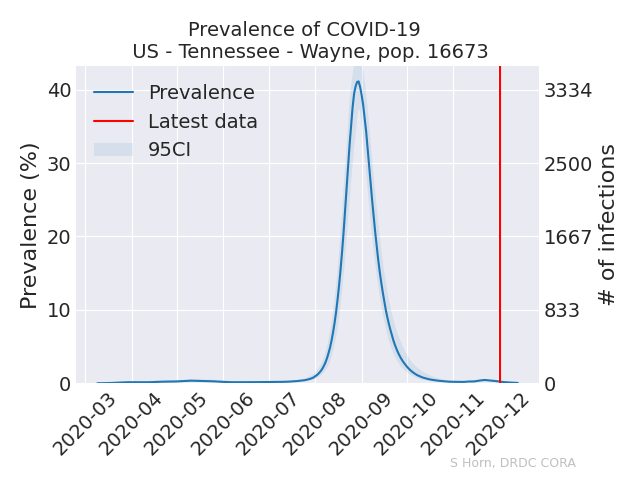 Prevalence of COVID-19
US - Tennessee - Wayne, pop. 16673
Prevalence
Latest data
95CI
Prevalence (%)
40
30
20
10
0
3334
2500
1667
833
0
# of infections
2020-03
2020-04
2020-05
2020-06
2020-07
2020-08
2020-09
2020-10
2020-11
2020-12
S Horn, DRDC CORA